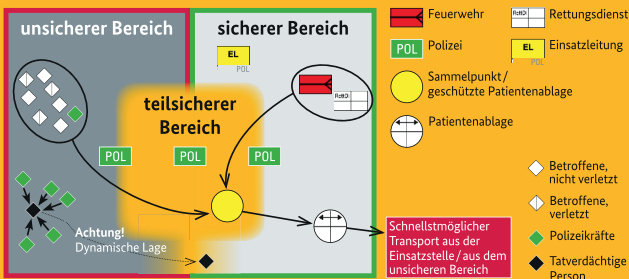 unsicherer Bereich
sicherer Bereich
EL
POL
teilsicherer
Bereich
RettD
POL
POL
POL
Achtung!
Dynamische Lage
Schnellstmöglicher
Transport aus der
Einsatzstelle/aus dem
unsicheren Bereich
Feuerwehr
RettD
Rettungsdienst
POL
Polizei
EL
POL
Einsatzleitung
Sammelpunkt/
geschützte Patientenablage
Patientenablage
Betroffene,
nicht verletzt
Betroffene,
verletzt
Polizeikräfte
Tatverdächtige
Person